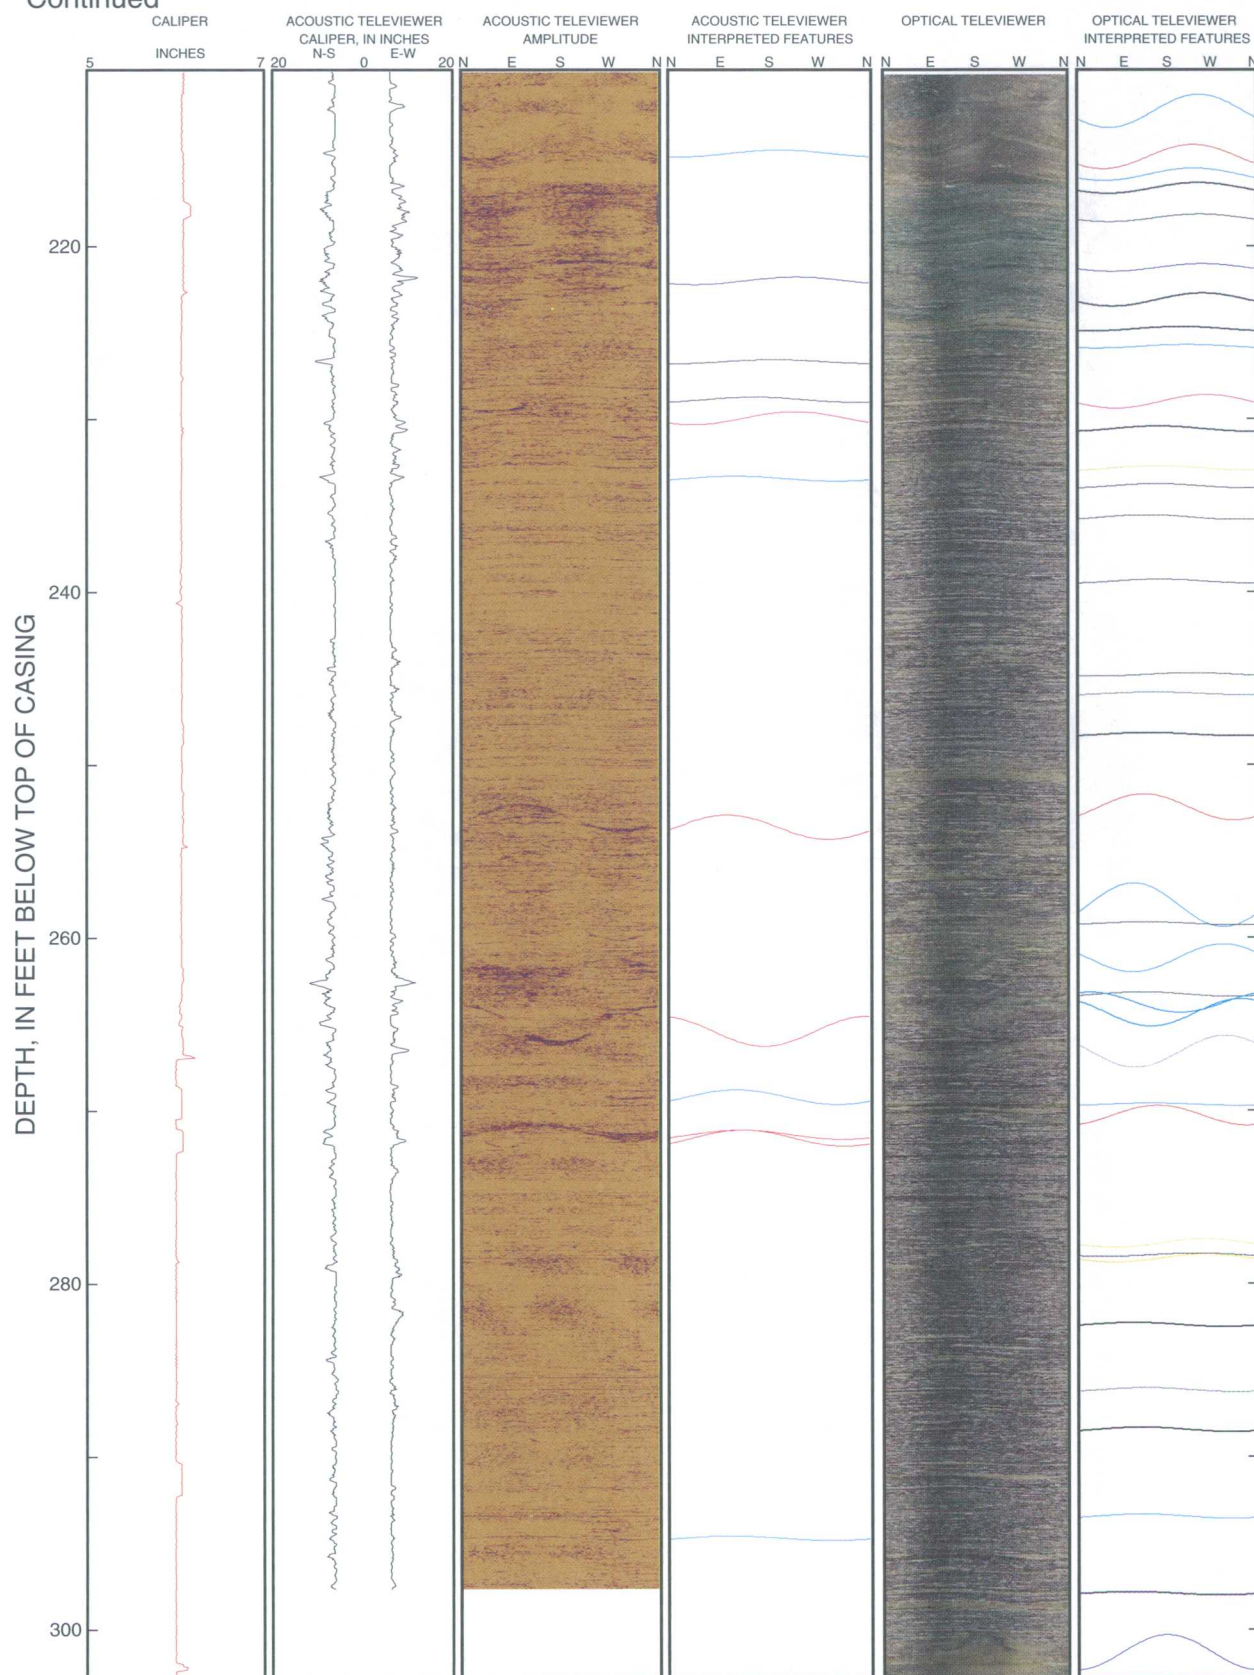 Continued
CALIPER
INCHES
5 7
ACOUSTIC TELEVIEWER
CALIPER, IN INCHES
N-S E-W
20 0 20
ACOUSTIC TELEVIEWER
AMPLITUDE
N E S W N
ACOUSTIC TELEVIEWER
INTERPRETED FEATURES
N E S W N
OPTICAL TELEVIEWER
N E S W N
OPTICAL TELEVIEWER
INTERPRETED FEATURES
N E S W N
DEPTH, IN FEET BELOW TOP OF CASING
220
240
260
280
300